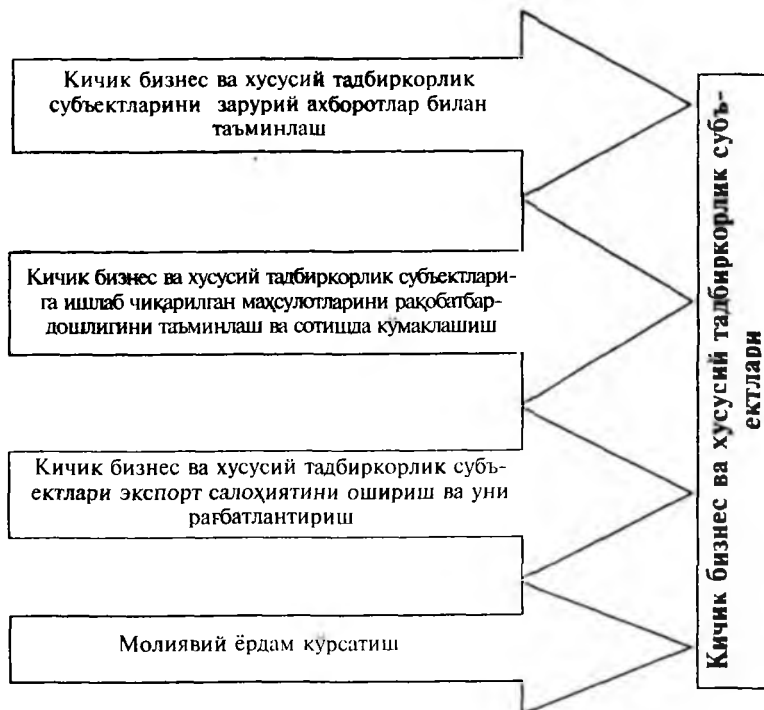 Кичик бизнес ва хусусий тадбиркорлик
субъектларини зарурий ахборотлар билан
таъминлаш
Кичик бизнес ва хусусий тадбиркорлик субъектлари-
га ишлаб чиқарилган маҳсулотларини рақобатбар-
дошлигини таъминлаш ва сотишда кўмаклашиш
Кичик бизнес ва хусусий тадбиркорлик субъ-
ектлари экспорт салоҳиятини ошириш ва уни
рағбатлантириш
Молиявий ёрдам кўрсатиш
Кичик бизнес ва хусусий тадбиркорлик субъ-
ектлари